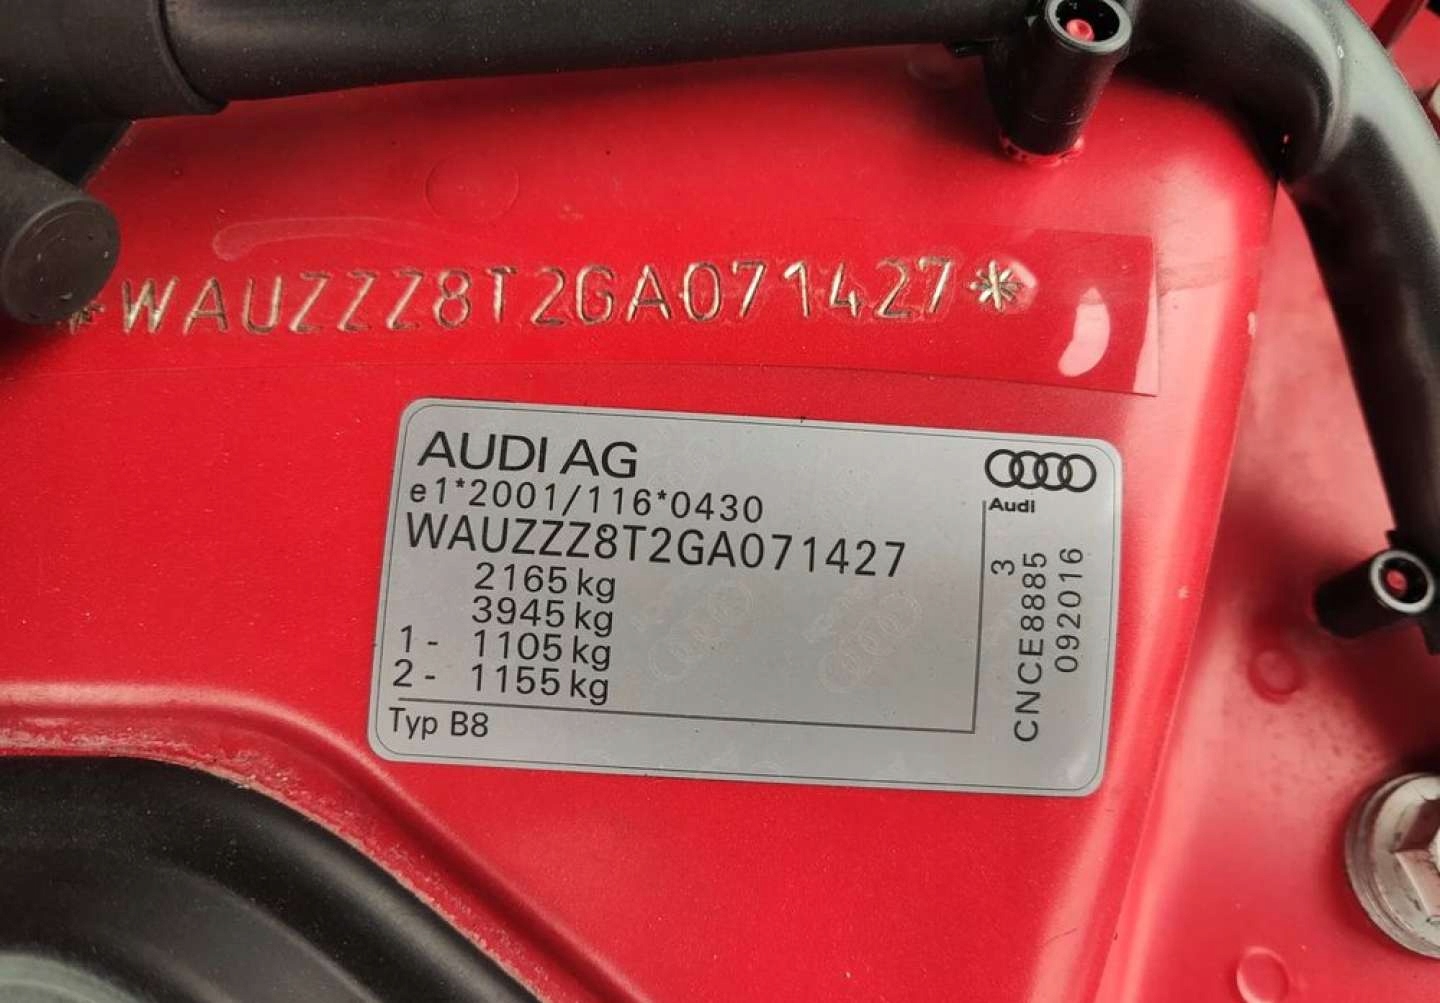 *WAUZZZ8T2GA071427*
AUDI AG
e1*2001/116*0430
WAUZZZ8T2GA071427
2165 kg
3945 kg
1- 1105 kg
2- 1155 kg
Typ B8
Audi
3
CNCE8885
092016